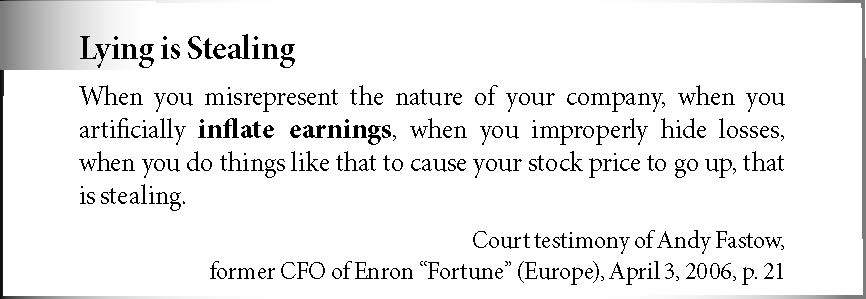 Lying is Stealing
When you misrepresent the nature of your company, when you
artificially inflate earnings, when you improperly hide losses,
when you do things like that to cause your stock price to go up, that
is stealing.
Court testimony of Andy Fastow,
former CFO of Enron “Fortune” (Europe), April 3, 2006, p. 21